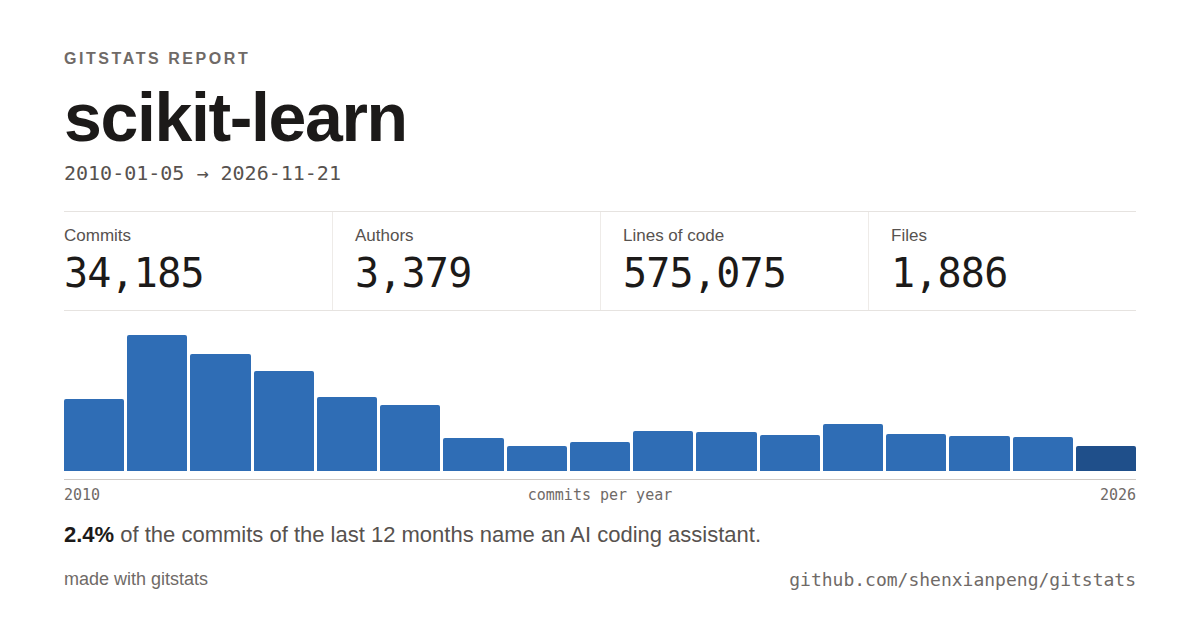 GITSTATS REPORT
scikit-learn
2010-01-05 → 2026-11-21
Commits Authors Lines of code Files
34,185 3,379 575,075 1,886
2010 commits per year 2026
2.4% of the commits of the last 12 months name an AI coding assistant.
made with gitstats github.com/shenxianpeng/gitstats